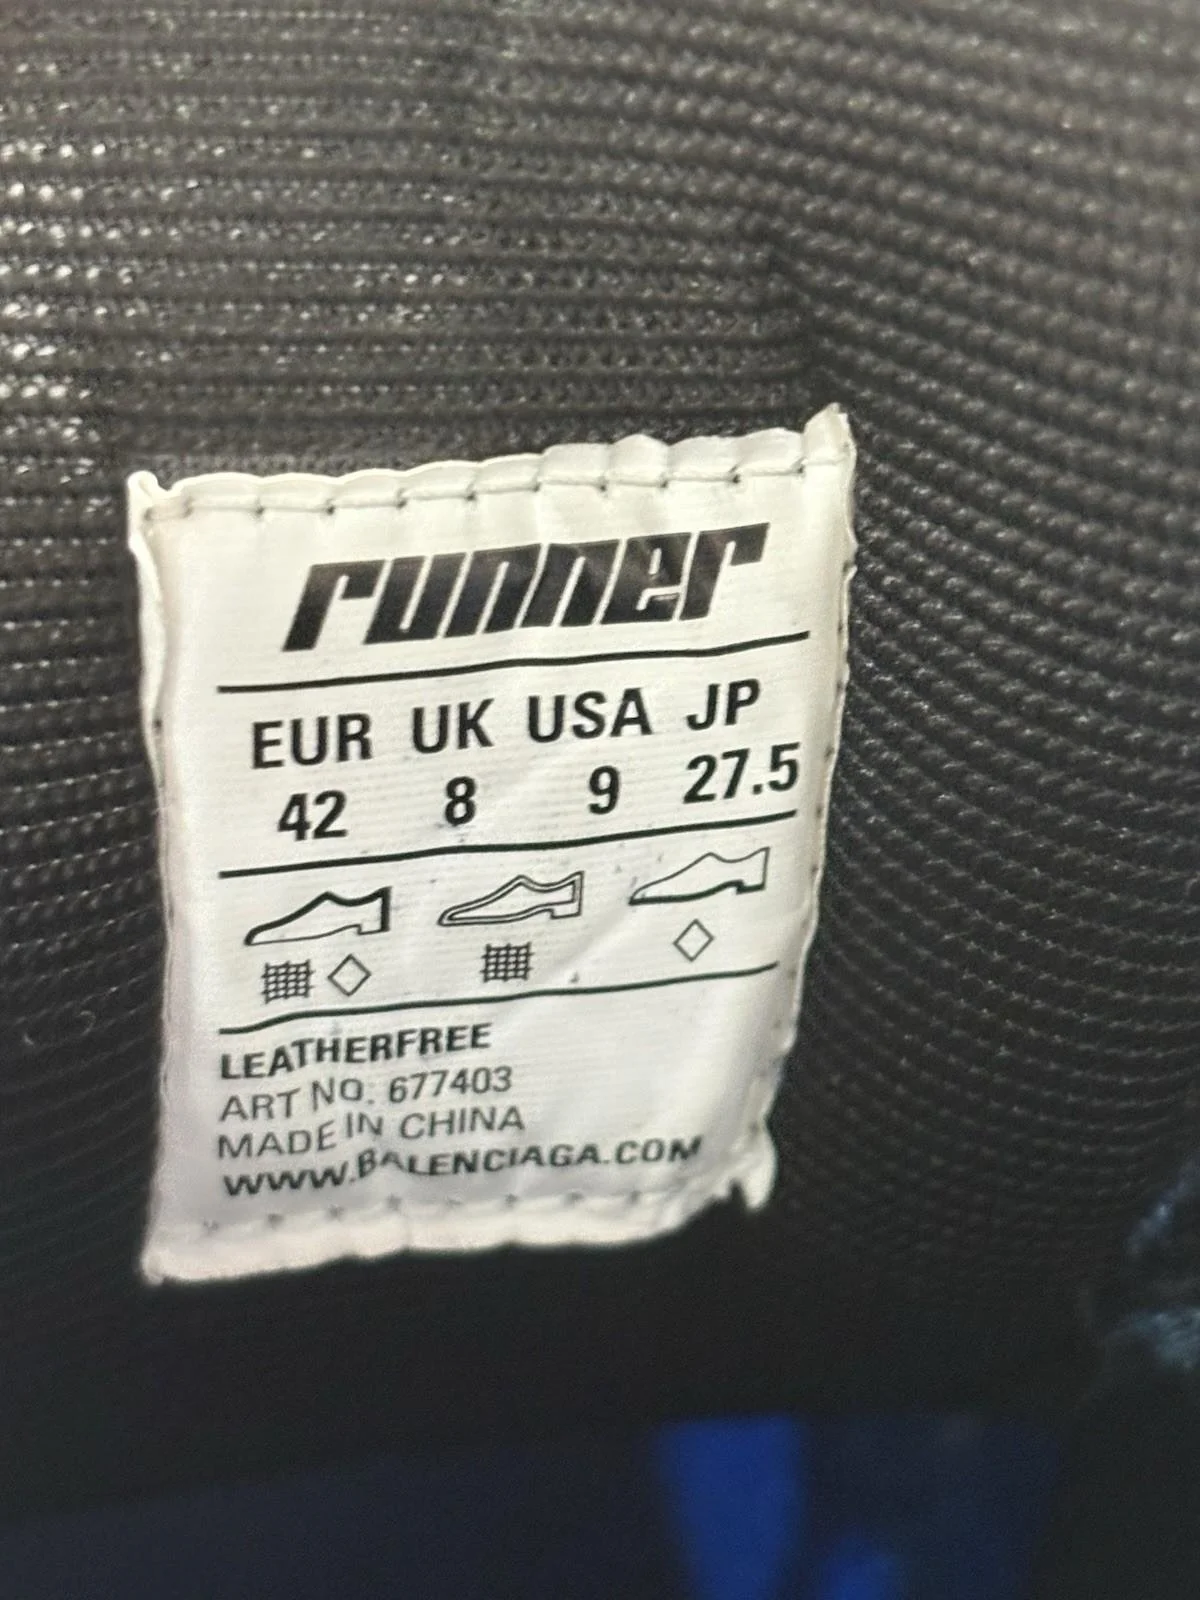 runner
EUR UK USA JP
42 8 9 27.5
LEATHERFREE
ART NO. 677403
MADE IN CHINA
WWW.BALENCIAGA.COM